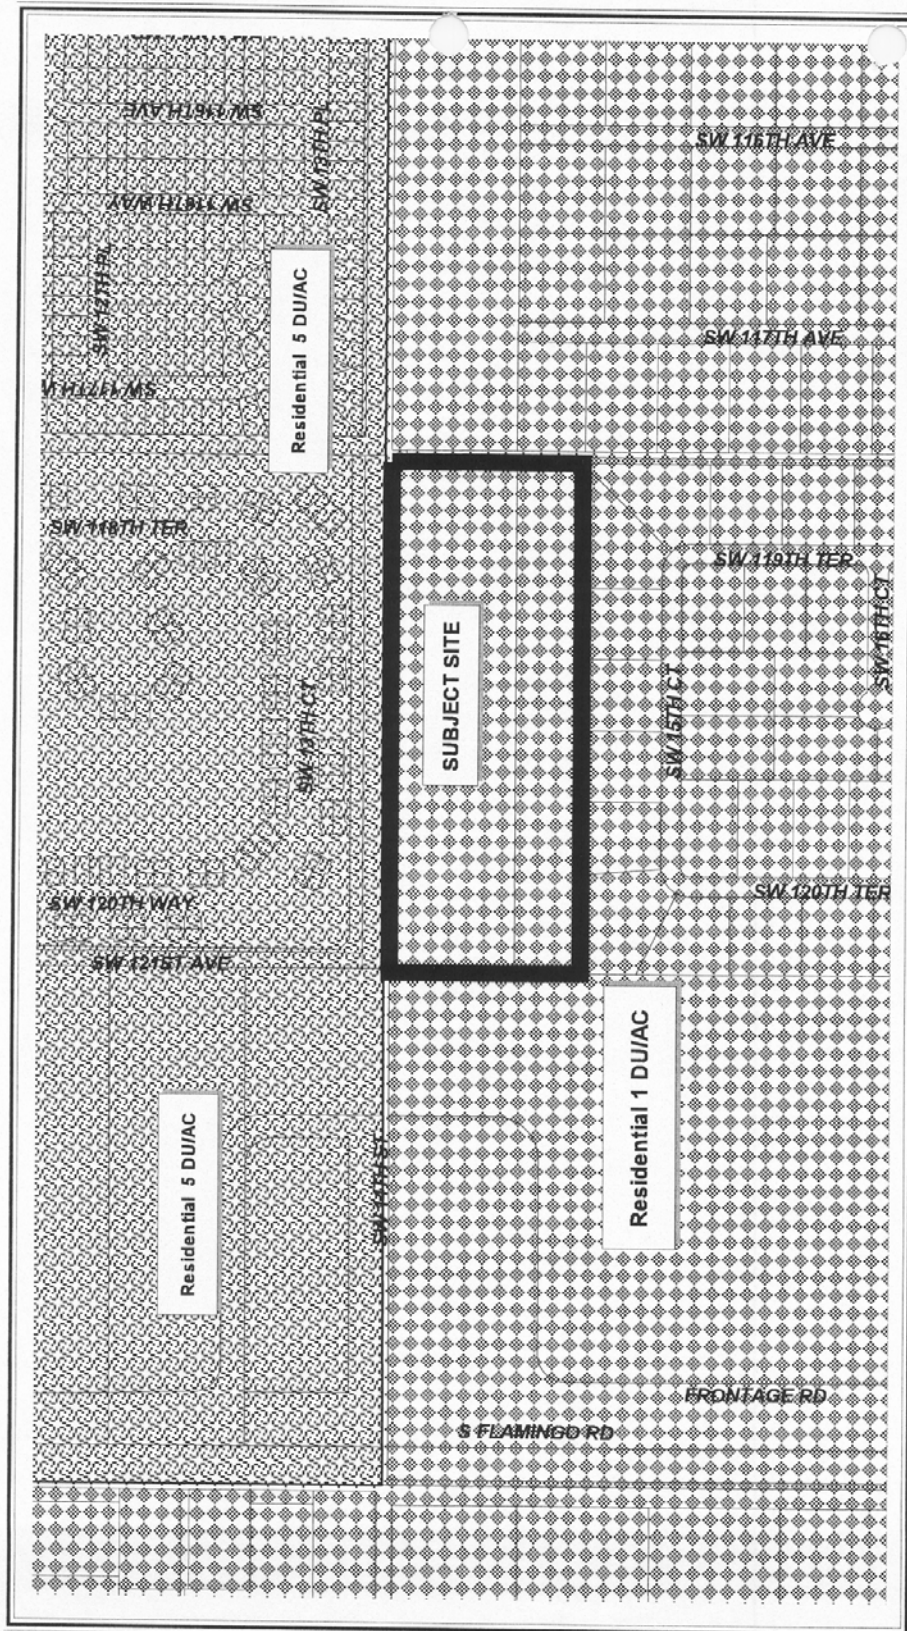 SW 116TH AVE
SW 13TH PL
SW 116TH AVE
SW 116TH WAY
SW 12TH PL
Residential 5 DU/AC
SW 117TH AVE
SW 117TH W
SW 118TH TER
SW 119TH TER
SW 16TH CT
SUBJECT SITE
SW 13TH CT
SW 15TH CT
SW 120TH WAY
SW 120TH TER
SW 121ST AVE
Residential 1 DU/AC
Residential 5 DU/AC
SW 14TH ST
FRONTAGE RD
S FLAMINGO RD